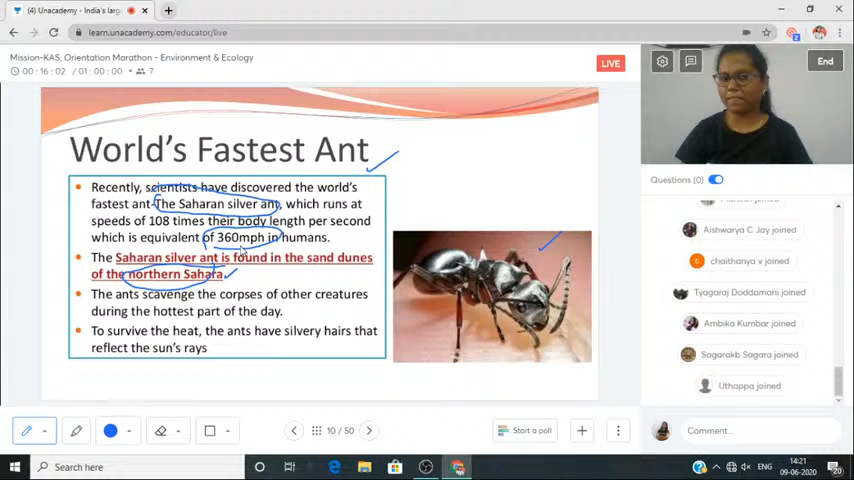 (4) Unacademy - India's larg
learn.unacademy.com/educator/live
Mission-KAS, Orientation Marathon - Environment & Ecology
00:16:02 / 01:00:00 • 7
LIVE
End
World's Fastest Ant
Recently, scientists have discovered the world's
fastest ant-The Saharan silver ant, which runs at
speeds of 108 times their body length per second
which is equivalent of 360mph in humans.
The Saharan silver ant is found in the sand dunes
of the northern Sahara
The ants scavenge the corpses of other creatures
during the hottest part of the day.
To survive the heat, the ants have silvery hairs that
reflect the sun's rays
Questions (0)
joined
Aishwarya C Jay joined
c chaithanya v joined
Tyagaraj Doddamani joined
Ambika Kumbar joined
Sagarakb Sagara joined
Uthappa joined
10 / 50
Start a poll
Comment...
Search here
ENG
14:21
09-06-2020
20